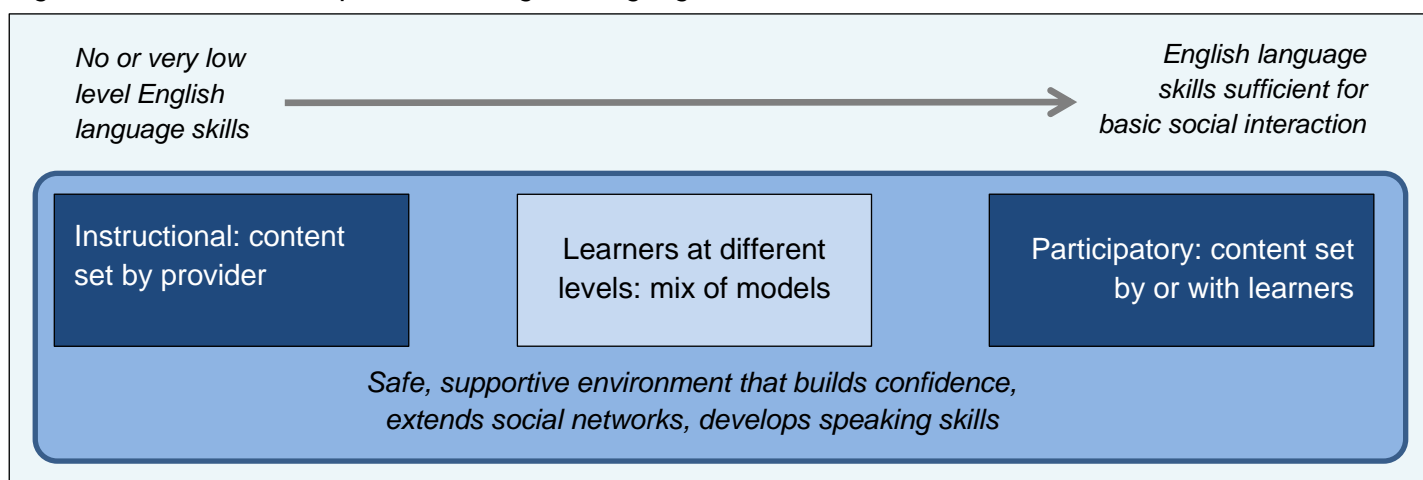 No or very low
level English
language skills
English language
skills sufficient for
basic social interaction
Instructional: content
set by provider
Learners at different
levels: mix of models
Participatory: content set
by or with learners
Safe, supportive environment that builds confidence,
extends social networks, develops speaking skills